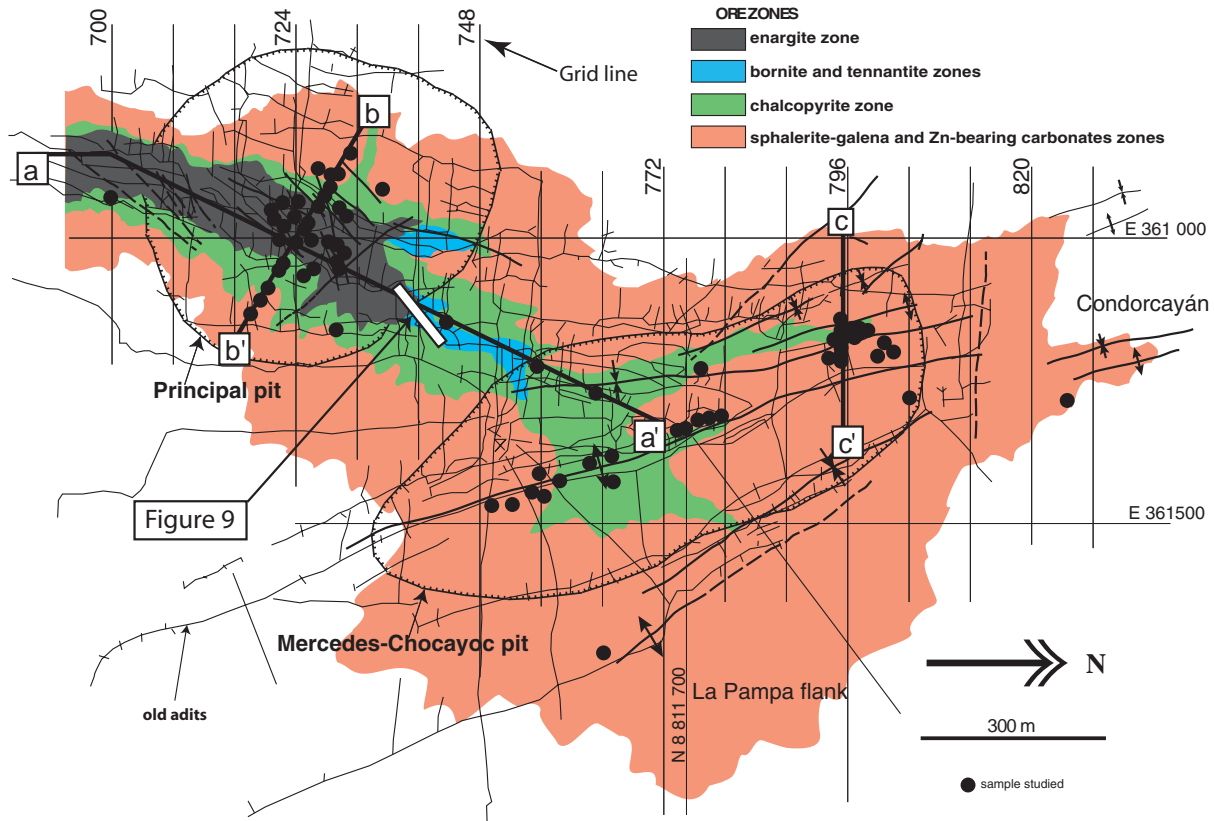 ORE ZONES
enargite zone
bornite and tennantite zones
chalcopyrite zone
sphalerite-galena and Zn-bearing carbonates zones
700
724
748
Grid line
b
a
772
796
820
c
E 361 000
Condorcayán
b'
Principal pit
a'
c'
Figure 9
E 361500
Mercedes-Chocayoc pit
N
La Pampa flank
N 8 811 700
old adits
300 m
sample studied